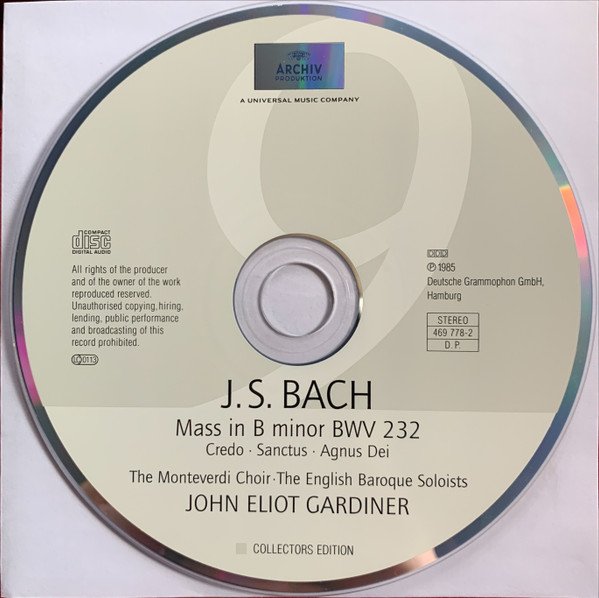 9
ARCHIV
PRODUKTION
A UNIVERSAL MUSIC COMPANY
COMPACT
disc
DIGITAL AUDIO
All rights of the producer
and of the owner of the work
reproduced reserved.
Unauthorised copying, hiring,
lending, public performance
and broadcasting of this
record prohibited.
LC 0113
DDD
℗ 1985
Deutsche Grammophon GmbH,
Hamburg
STEREO
469 778-2
D. P.
J. S. BACH
Mass in B minor BWV 232
Credo · Sanctus · Agnus Dei
The Monteverdi Choir · The English Baroque Soloists
JOHN ELIOT GARDINER
COLLECTORS EDITION